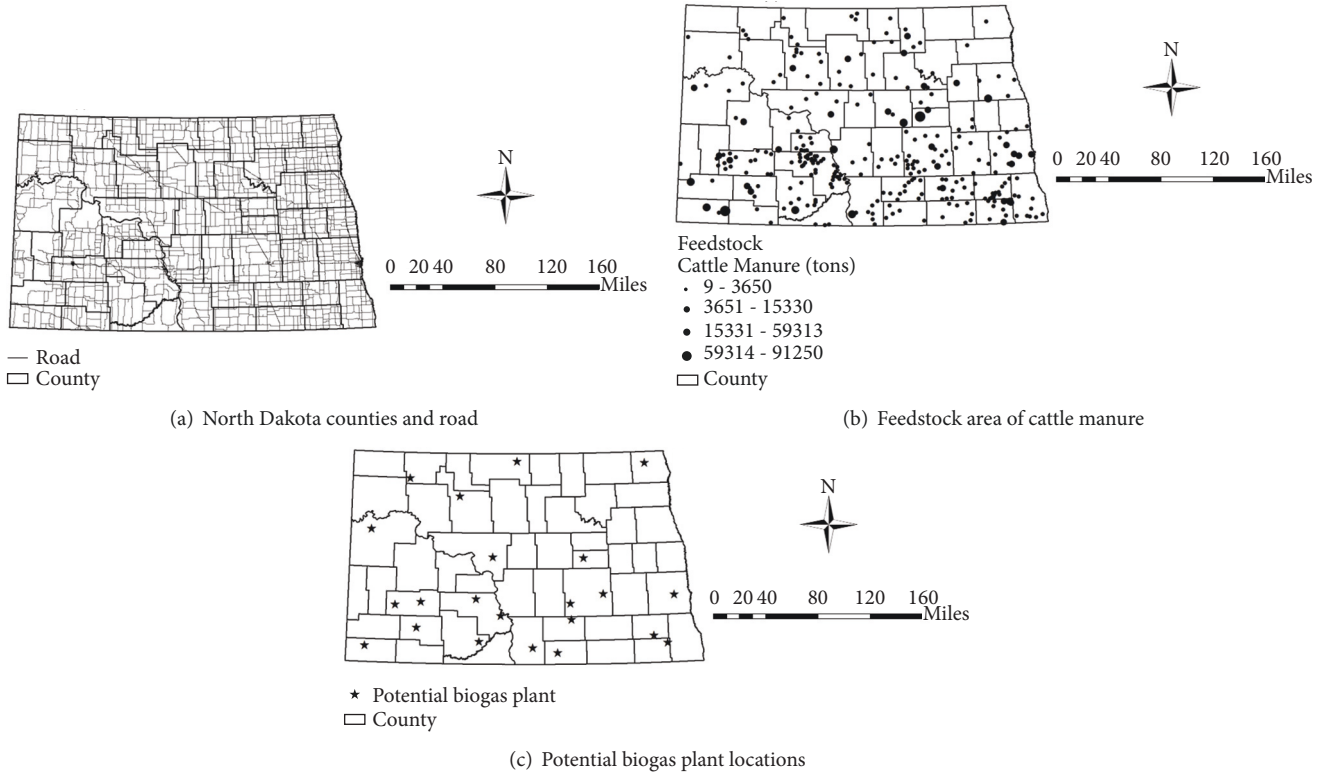 N
0 20 40 80 120 160
Miles
Road
County
(a) North Dakota counties and road
N
0 20 40 80 120 160
Miles
Feedstock
Cattle Manure (tons)
9 - 3650
3651 - 15330
15331 - 59313
59314 - 91250
County
(b) Feedstock area of cattle manure
N
0 20 40 80 120 160
Miles
Potential biogas plant
County
(c) Potential biogas plant locations